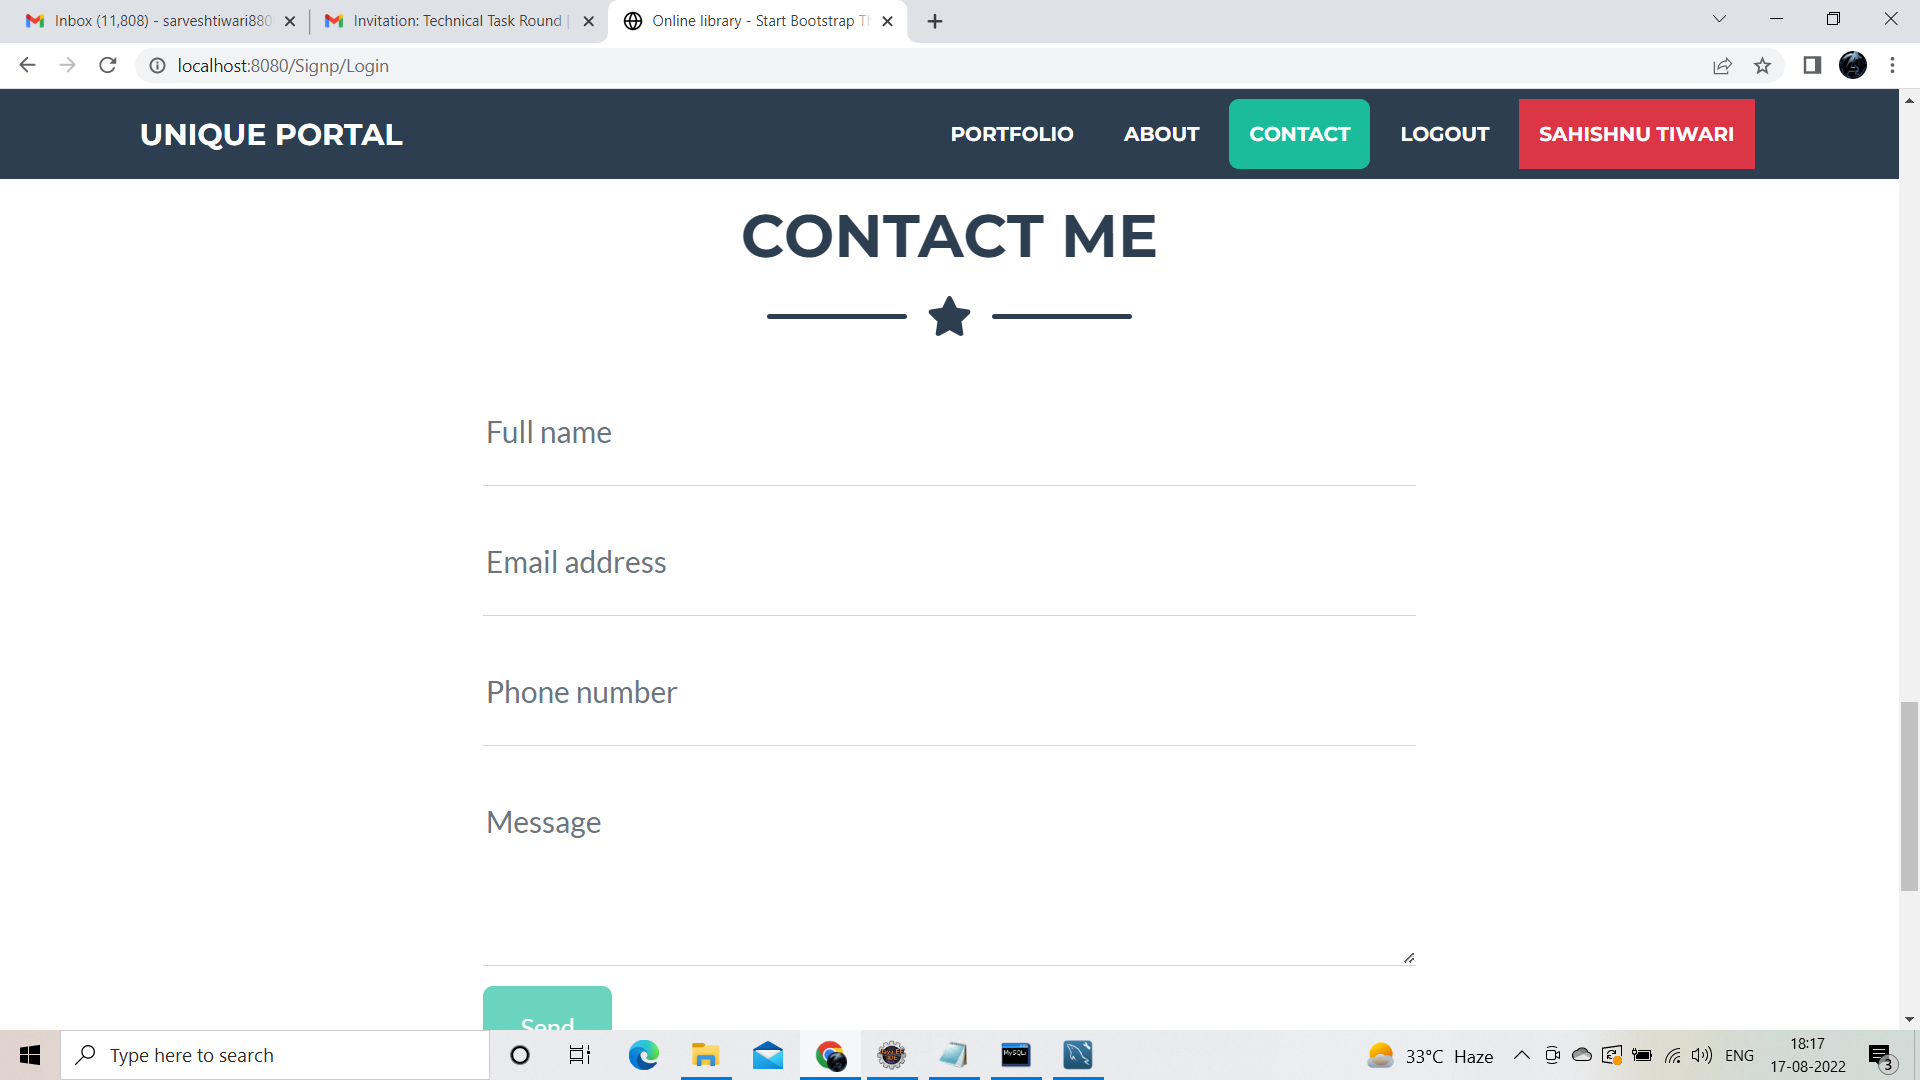 Inbox (11,808) - sarveshtiwari880
Invitation: Technical Task Round |
Online library - Start Bootstrap Th
localhost:8080/Signp/Login
UNIQUE PORTAL
PORTFOLIO
ABOUT
CONTACT
LOGOUT
SAHISHNU TIWARI
CONTACT ME
Full name
Email address
Phone number
Message
Send
Type here to search
MySQL
33°C Haze
ENG
18:17
17-08-2022
3